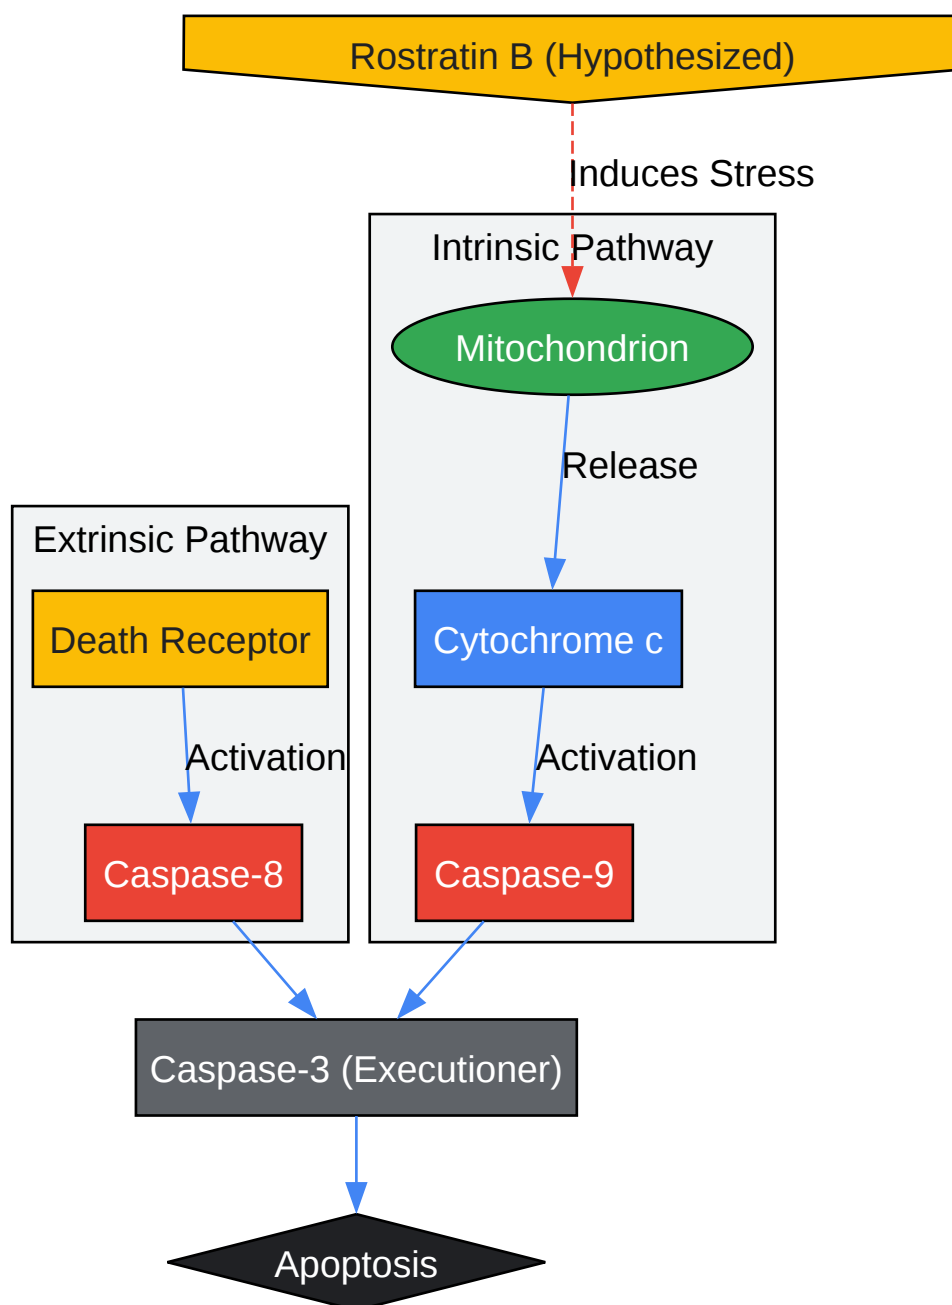 Rostratin B (Hypothesized)
Induces Stress
Intrinsic Pathway
Mitochondrion
Release
Extrinsic Pathway
Death Receptor
Cytochrome c
Activation
Activation
Caspase-8
Caspase-9
Caspase-3 (Executioner)
Apoptosis